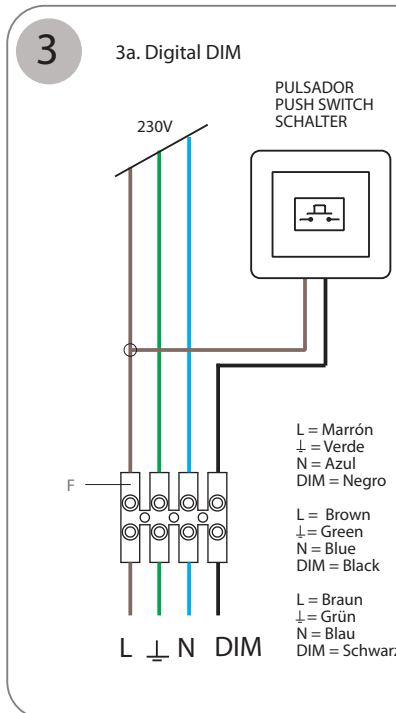 3
3a. Digital DIM
PULSADOR
PUSH SWITCH
SCHALTER
230V
F
L = Marrón
⏚ = Verde
N = Azul
DIM = Negro
L = Brown
⏚ = Green
N = Blue
DIM = Black
L = Braun
⏚ = Grün
N = Blau
DIM = Schwarz
L ⏚ N DIM